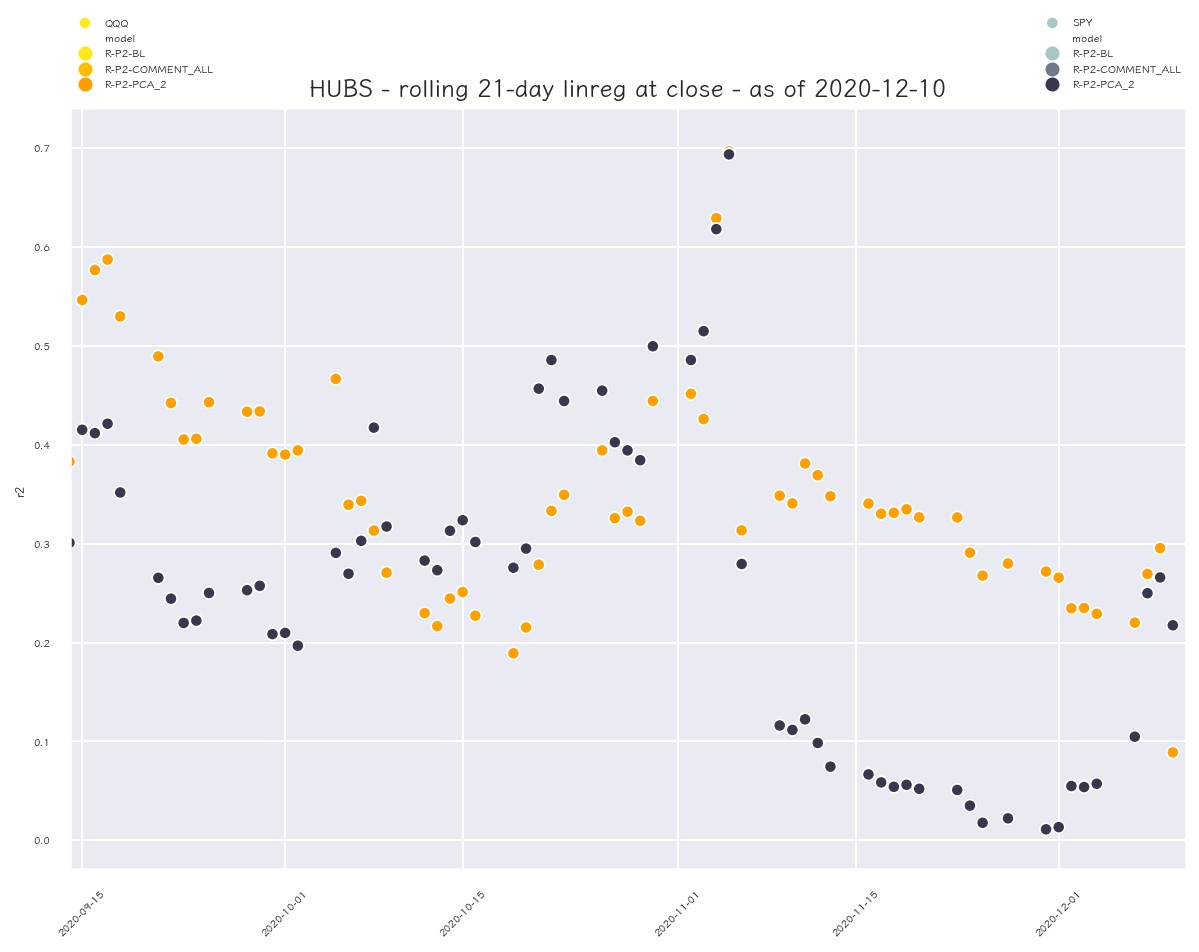 QQQ
model
R-P2-BL
R-P2-COMMENT_ALL
R-P2-PCA_2
SPY
model
R-P2-BL
R-P2-COMMENT_ALL
R-P2-PCA_2
HUBS - rolling 21-day linreg at close - as of 2020-12-10
0.7
0.6
0.5
0.4
0.3
0.2
0.1
0.0
r2
2020-09-15
2020-10-01
2020-10-15
2020-11-01
2020-11-15
2020-12-01